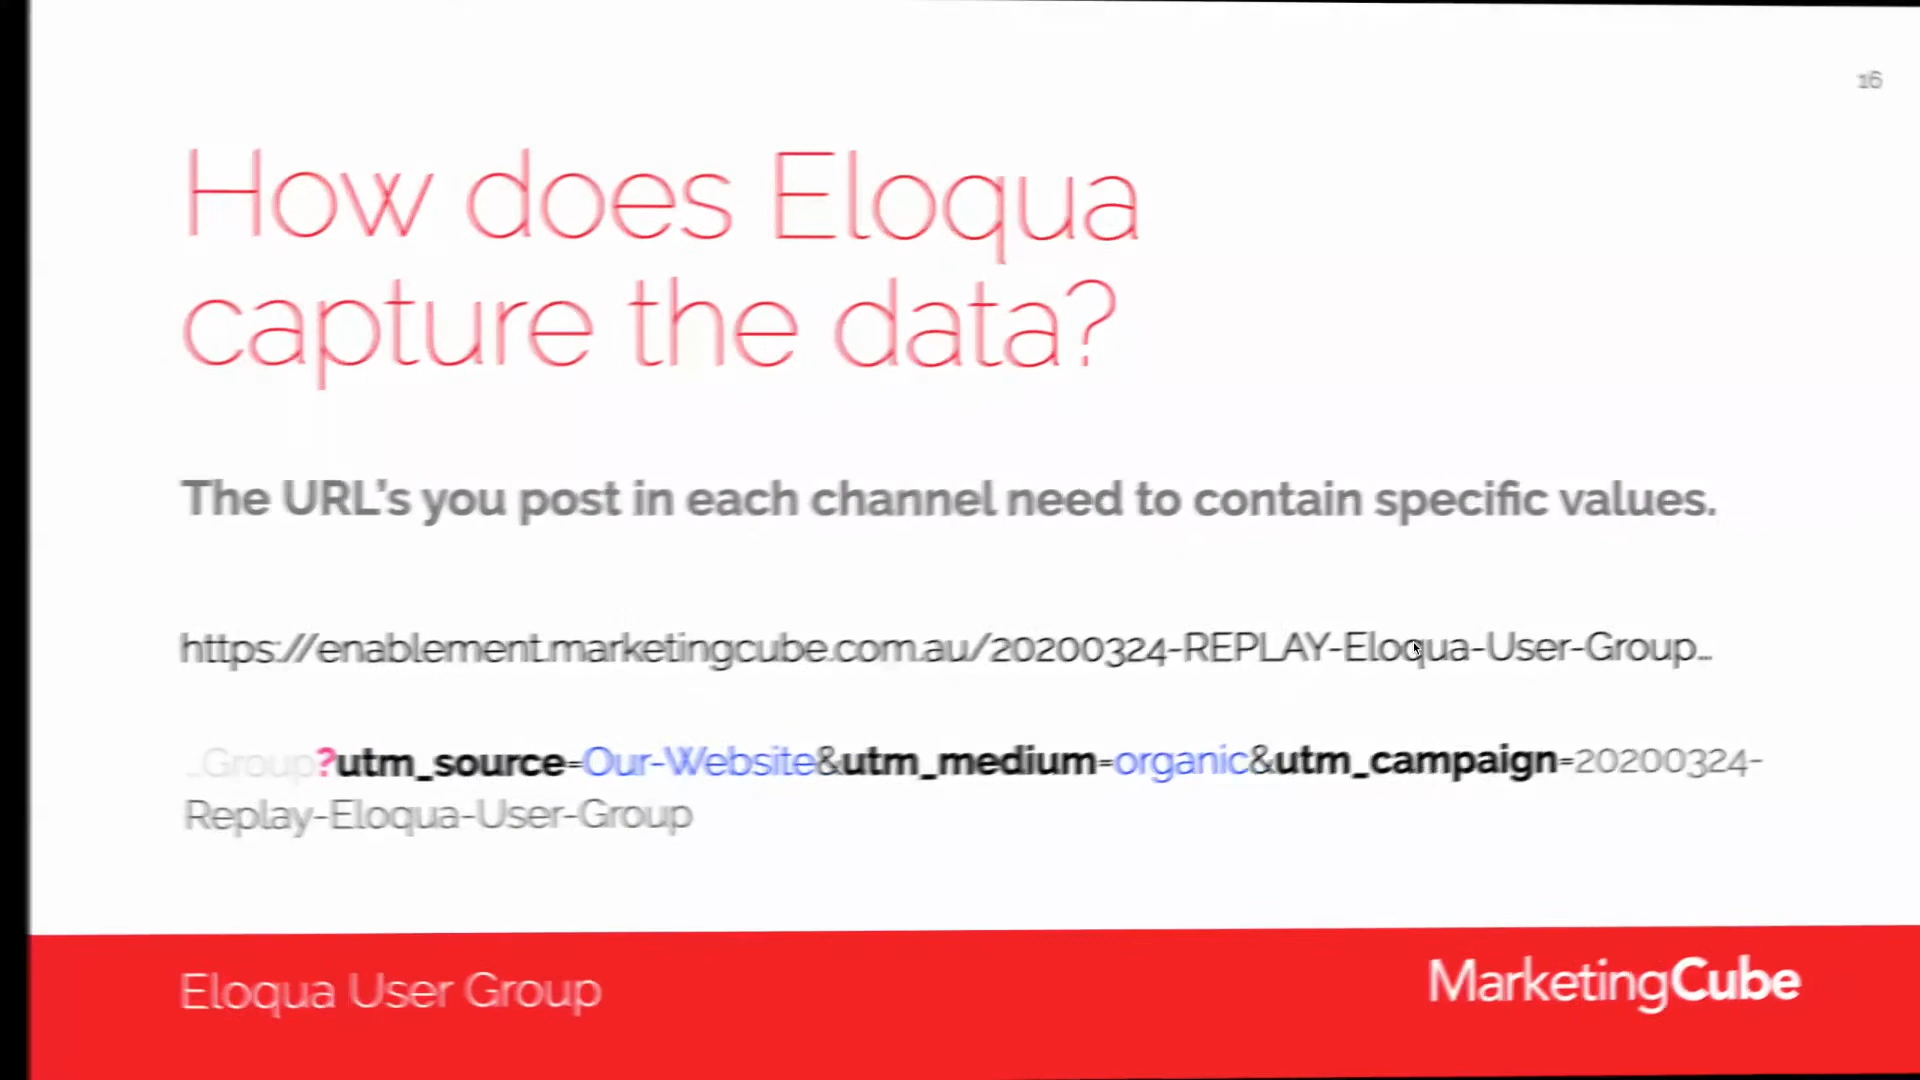 16
How does Eloqua
capture the data?
The URL's you post in each channel need to contain specific values.
https://enablement.marketingcube.com.au/20200324-REPLAY-Eloqua-User-Group...
...Group?utm_source=Our-Website&utm_medium=organic&utm_campaign=20200324-
Replay-Eloqua-User-Group
Eloqua User Group
MarketingCube